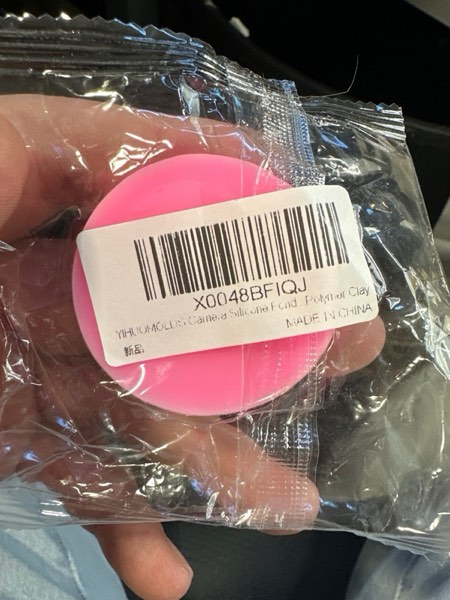 X0048BFIQJ
YIHUOMOLDS Camera Silicone Fond...Polymer Clay
新品
MADE IN CHINA